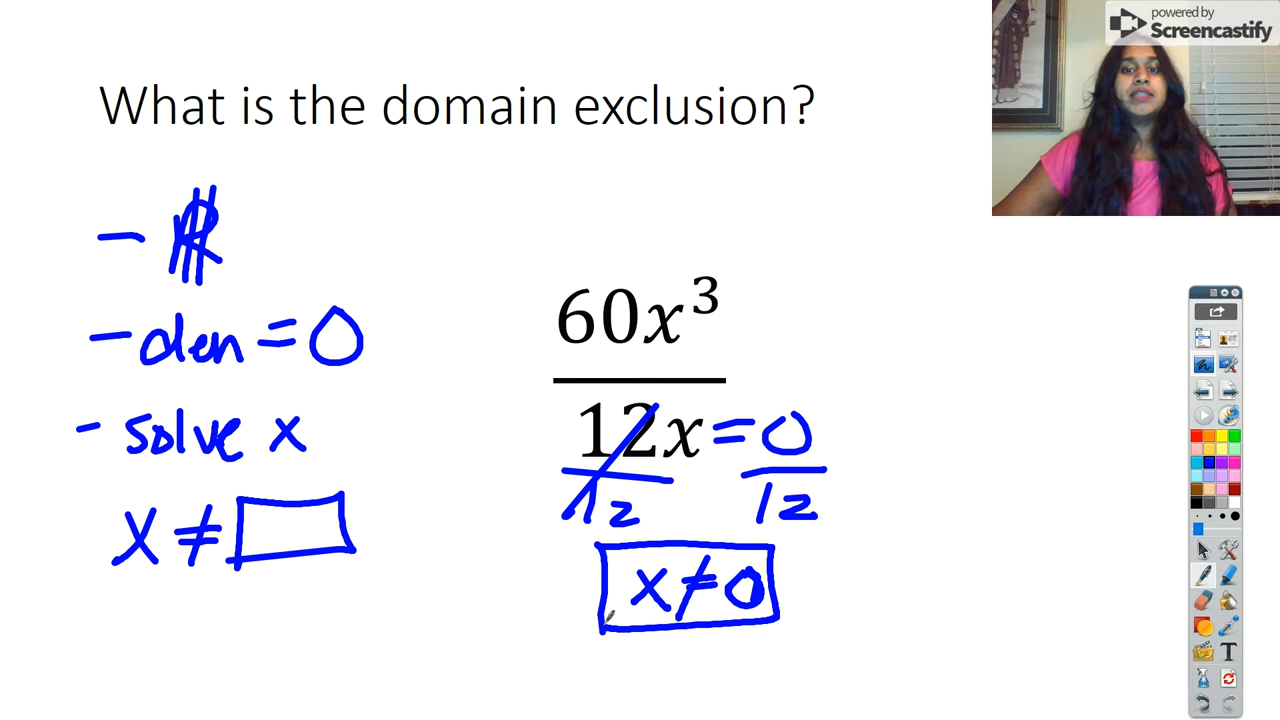 powered by
Screencastify
What is the domain exclusion?
- den = 0
- solve x
x ≠
60x³
12x = 0
12 12
x ≠ 0
T